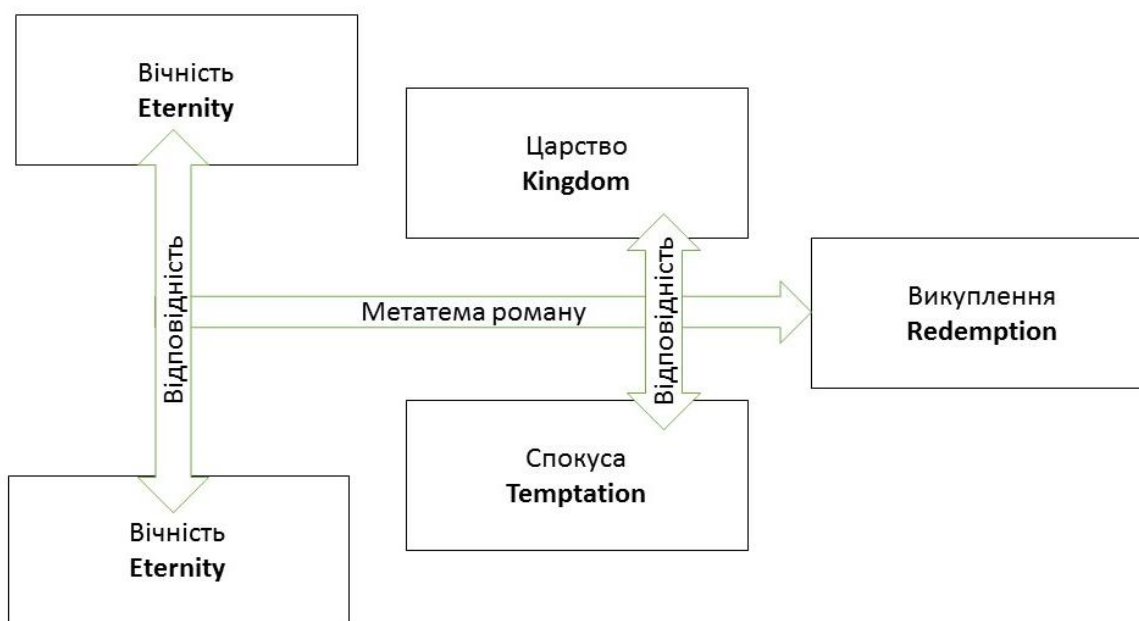 Вічність
Eternity
Царство
Kingdom
Відповідність
Відповідність
Метатема роману
Викуплення
Redemption
Спокуса
Temptation
Вічність
Eternity